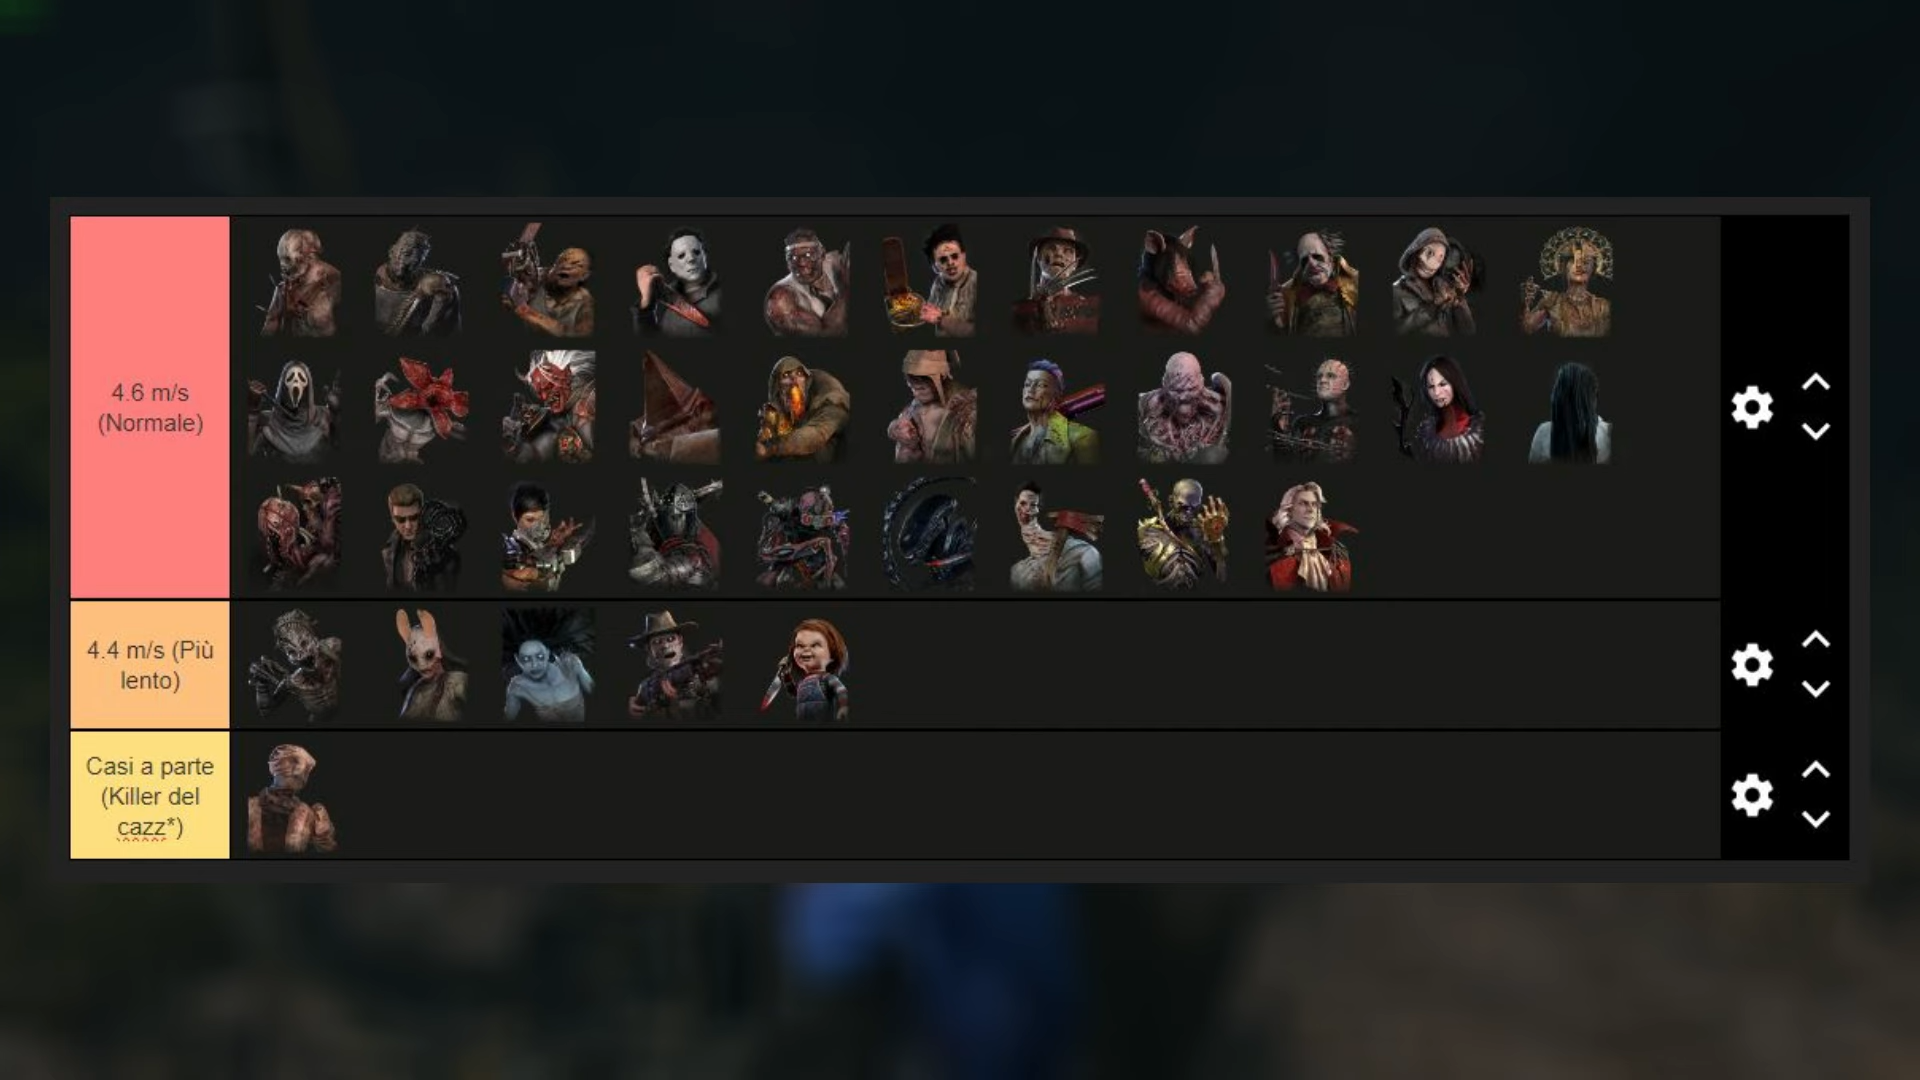 4.6 m/s
(Normale)
4.4 m/s (Più
lento)
Casi a parte
(Killer del
cazz*)